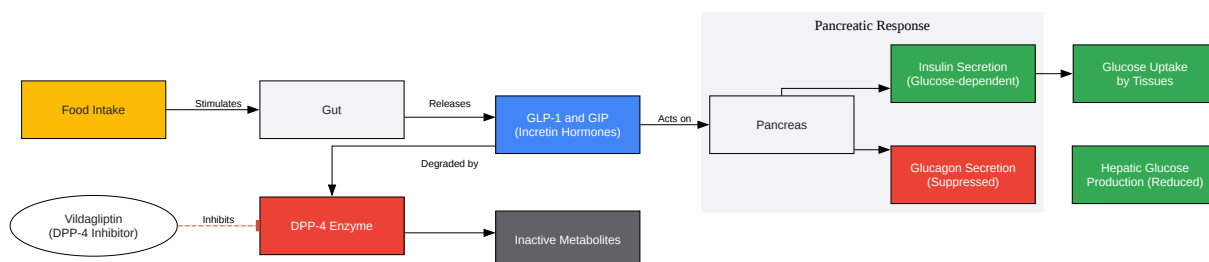 Pancreatic Response
Food Intake
Stimulates
Gut
Releases
GLP-1 and GIP
(Incretin Hormones)
Acts on
Pancreas
Insulin Secretion
(Glucose-dependent)
Glucose Uptake
by Tissues
Degraded by
Glucagon Secretion
(Suppressed)
Hepatic Glucose
Production (Reduced)
Vildagliptin
(DPP-4 Inhibitor)
Inhibits
DPP-4 Enzyme
Inactive Metabolites